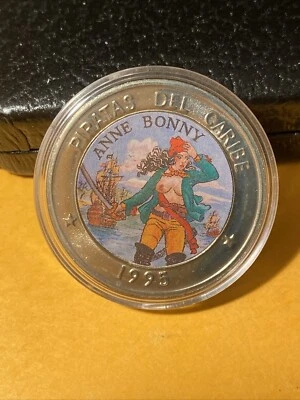 PIRATAS DEL CARIBE
ANNE BONNY
1995